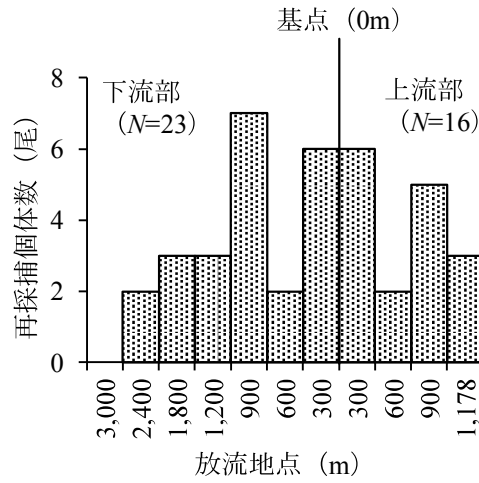 基点（0m）
下流部
（N=23）
上流部
（N=16）
再採捕個体数（尾）
8
6
4
2
0
3,000
2,400
1,800
1,200
900
600
300
300
600
900
1,178
放流地点（m）